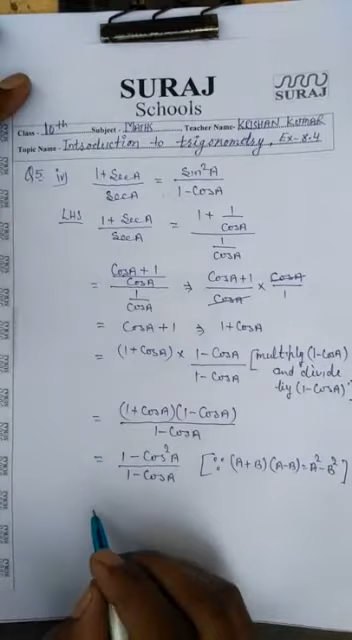 SURAJ
Schools
SURAJ
Class - 10th Subject - Maths Teacher Name- KRISHAN KUMAR
Topic Name - Introduction to trigonometry, Ex-8.4
Q5 iv) (1+SecA)/SecA = Sin²A/(1-CosA)
LHS (1+SecA)/SecA = (1+1/CosA)/(1/CosA)
= ((CosA+1)/CosA)/(1/CosA) ⇒ (CosA+1)/CosA × CosA/1
= CosA+1 ⇒ 1+CosA
= (1+CosA) × (1-CosA)/(1-CosA) [multiply (1-CosA) and divide by (1-CosA)]
= (1+CosA)(1-CosA)/(1-CosA)
= (1-Cos²A)/(1-CosA) [∵ (A+B)(A-B)=A²-B²]